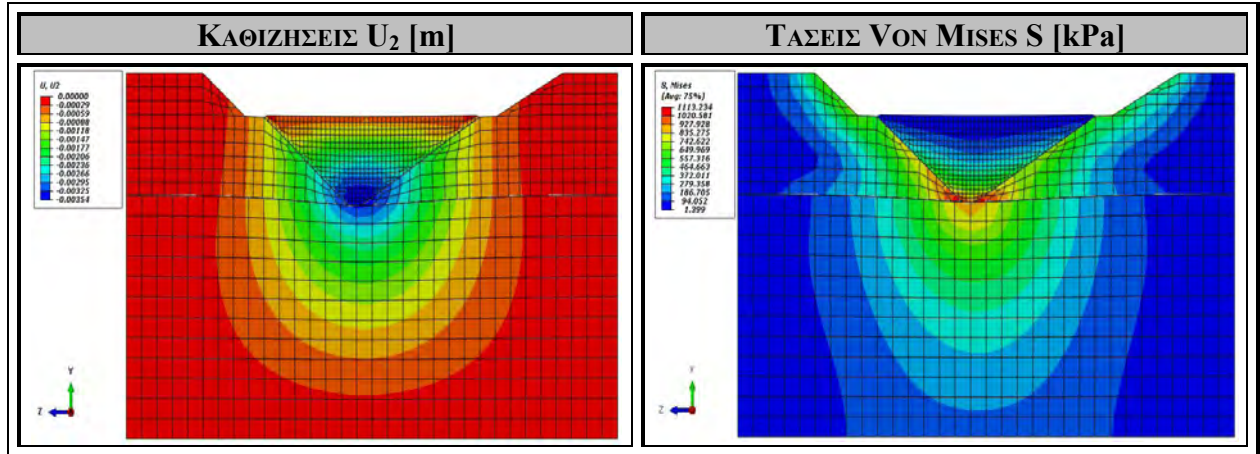 ΚΑΘΙΖΗΣΕΙΣ U2 [m]
ΤΑΣΕΙΣ VON MISES S [kPa]
U, U2
0.00000
-0.00029
-0.00059
-0.00088
-0.00118
-0.00147
-0.00177
-0.00206
-0.00236
-0.00266
-0.00295
-0.00325
-0.00354
Y
Z
S, Mises
(Avg: 75%)
1113.234
1020.581
927.928
835.275
742.622
649.969
557.316
464.663
372.011
279.358
186.705
94.052
1.399
Y
Z